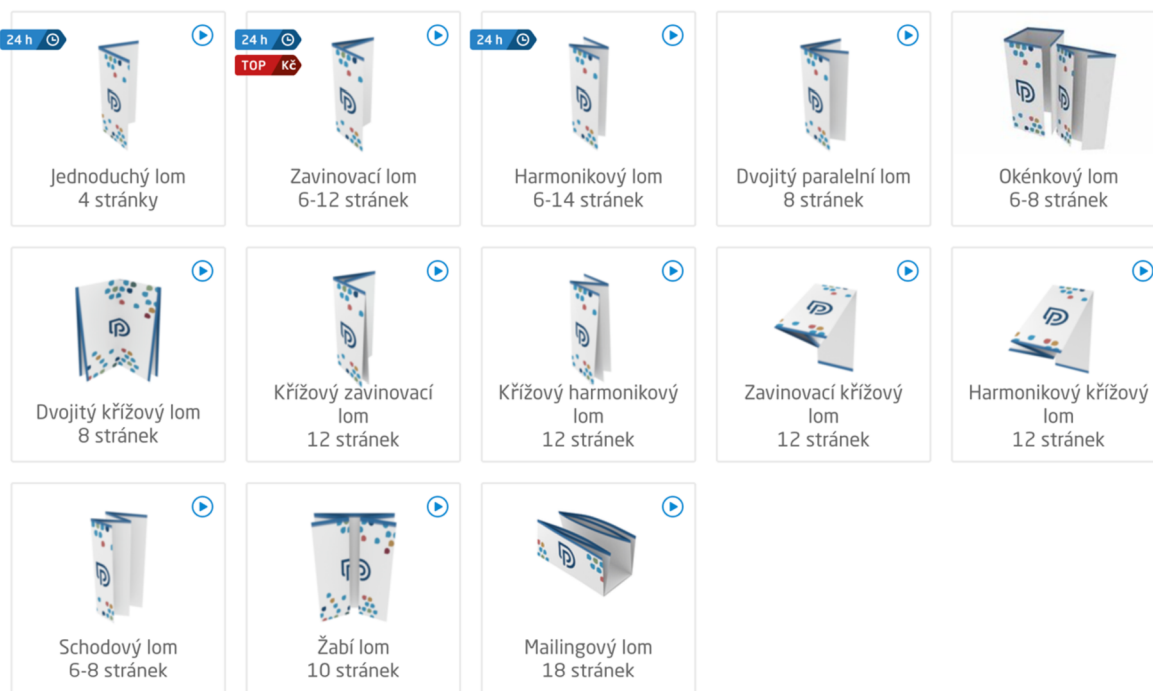 24 h
24 h
TOP Kč
24 h
Jednoduchý lom
4 stránky
Zavinovací lom
6-12 stránek
Harmonikový lom
6-14 stránek
Dvojitý paralelní lom
8 stránek
Okénkový lom
6-8 stránek
Dvojitý křížový lom
8 stránek
Křížový zavinovací
lom
12 stránek
Křížový harmonikový
lom
12 stránek
Zavinovací křížový
lom
12 stránek
Harmonikový křížový
lom
12 stránek
Schodový lom
6-8 stránek
Žabí lom
10 stránek
Mailingový lom
18 stránek